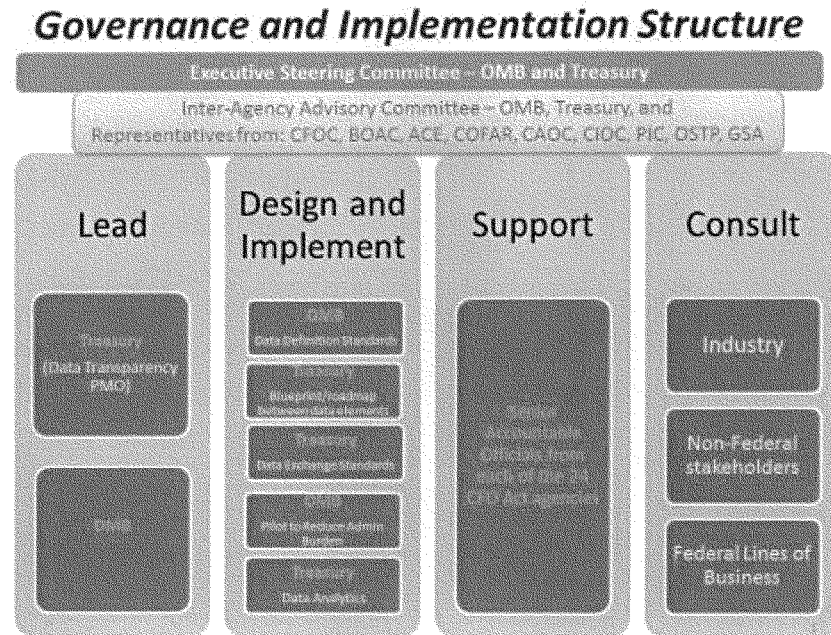 Governance and Implementation Structure
Executive Steering Committee – OMB and Treasury
Inter-Agency Advisory Committee – OMB, Treasury, and
Representatives from: CFOC, BOAC, ACE, COFAR, CAOC, CIOC, PIC, OSTP, GSA
Lead
Treasury
(Data Transparency
PMO)
OMB
Design and
Implement
OMB
Data Definition Standards
Treasury
Blueprint/roadmap
between data elements
Treasury
Data Exchange Standards
OMB
Pilot to Reduce Admin
Burden
Treasury
Data Analytics
Support
Senior
Accountable
Officials from
each of the 24
CFO Act agencies
Consult
Industry
Non-Federal
stakeholders
Federal Lines of
Business